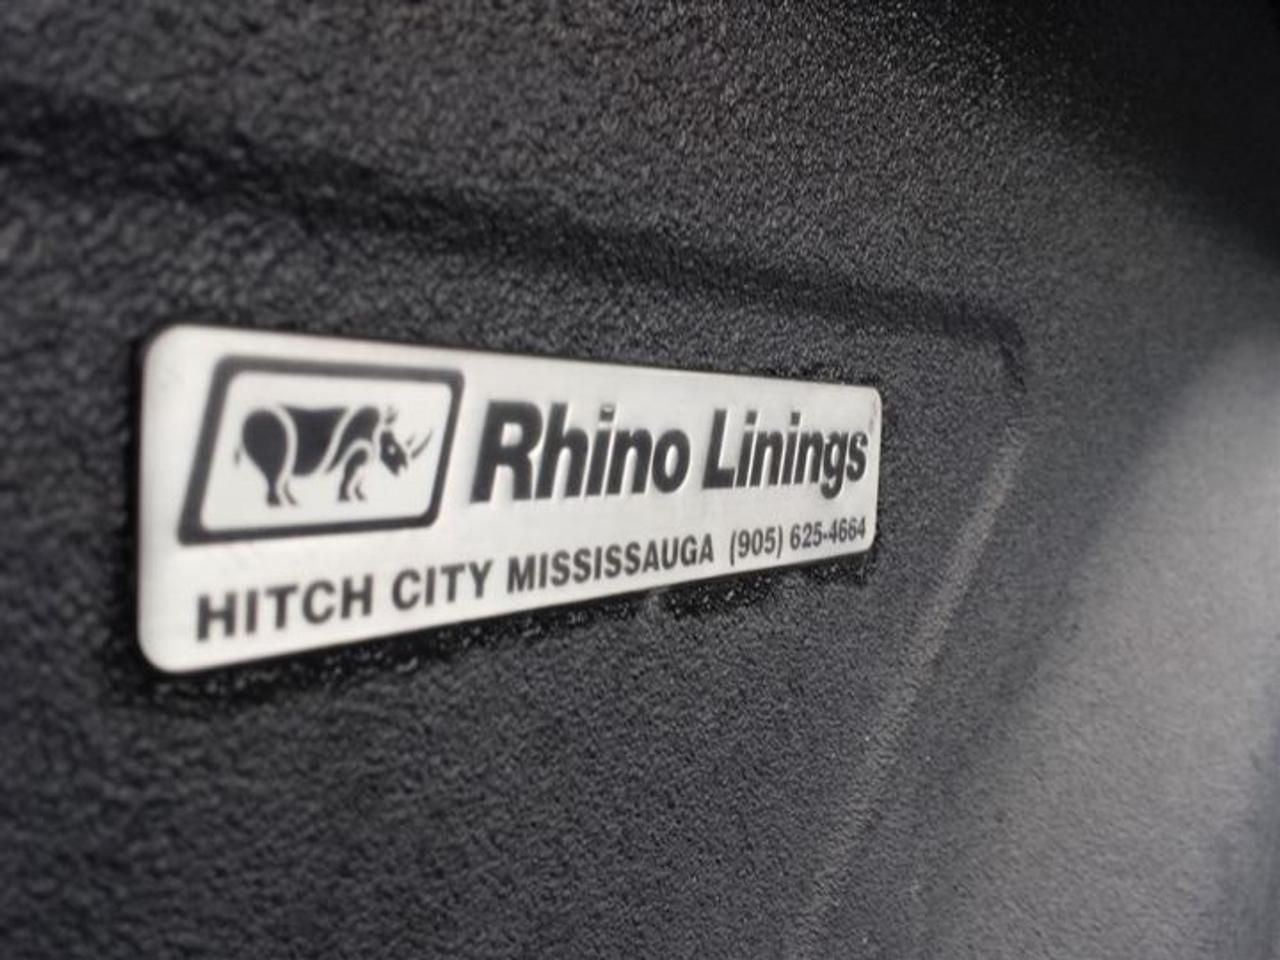 Rhino Linings®
HITCH CITY MISSISSAUGA (905) 625-4664